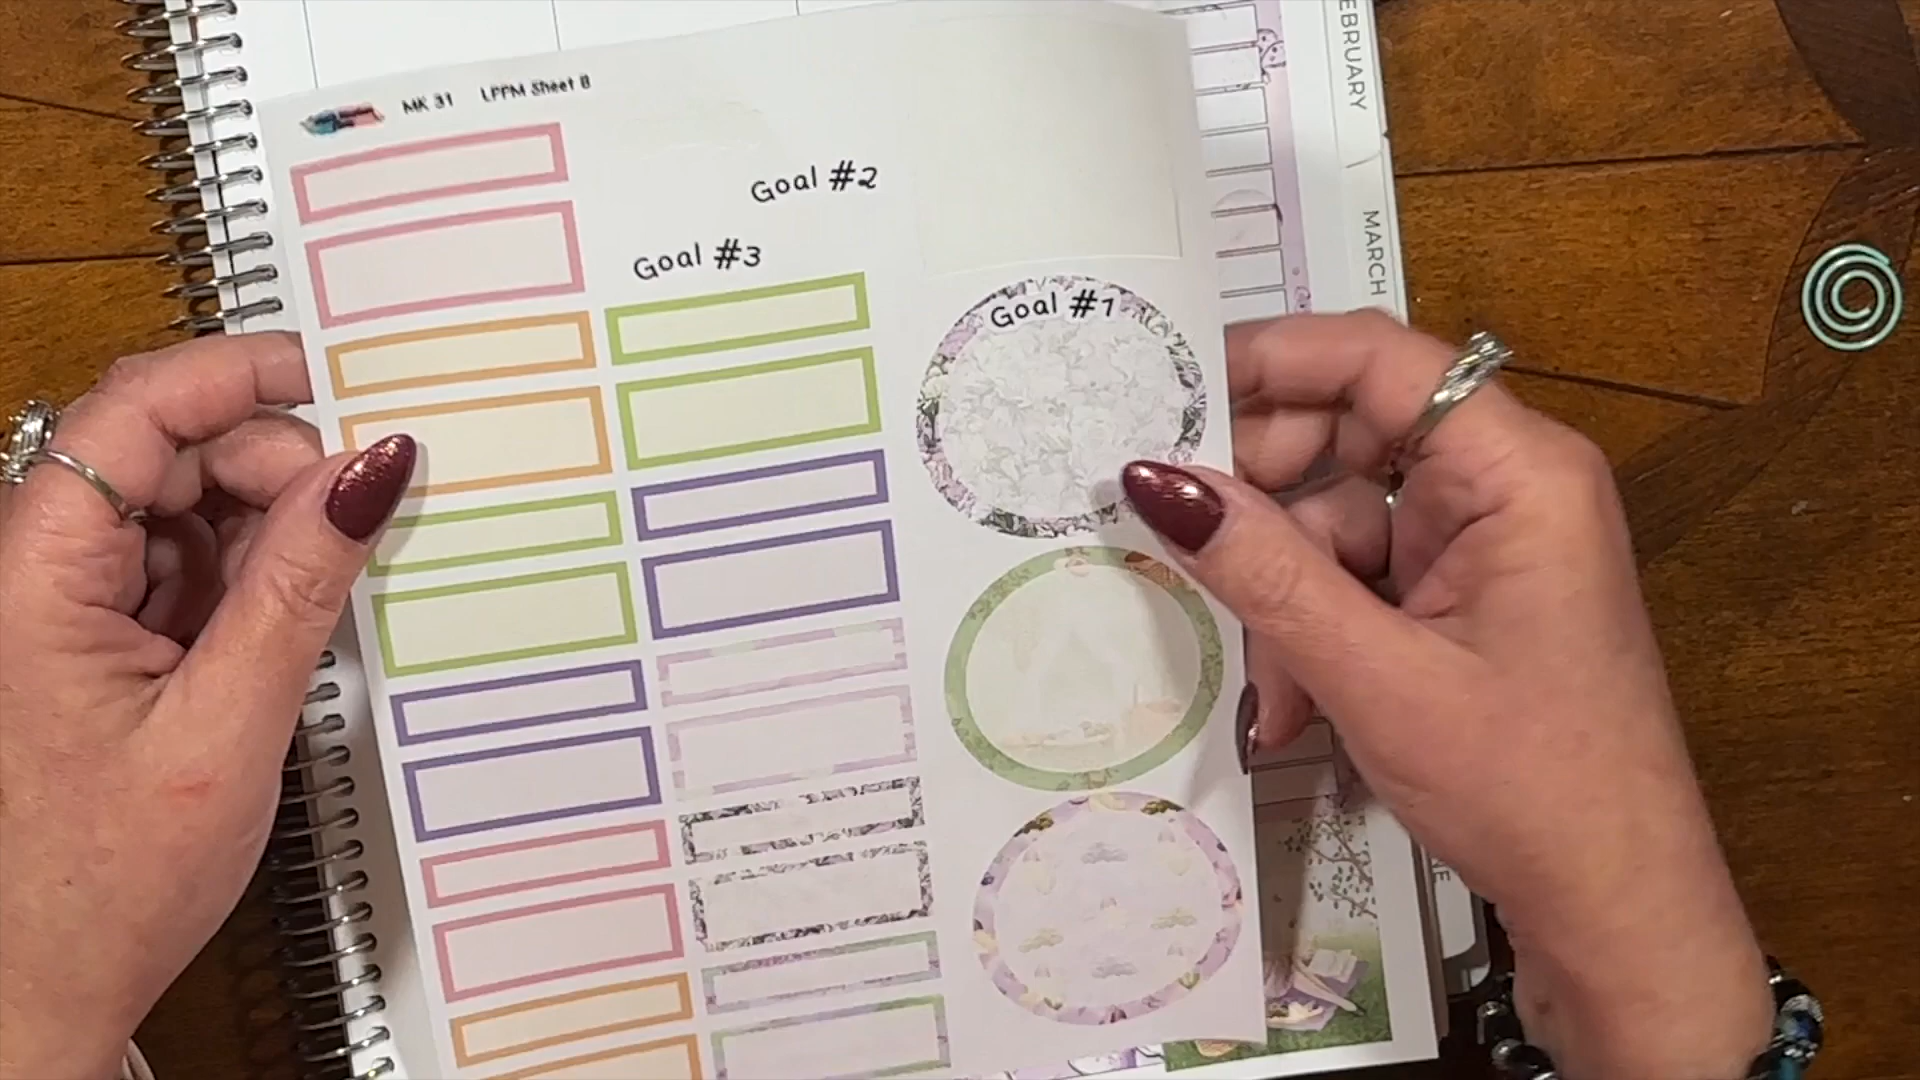 MK 31 LPPM Sheet B
Goal #2
Goal #3
Goal #1
FEBRUARY
MARCH